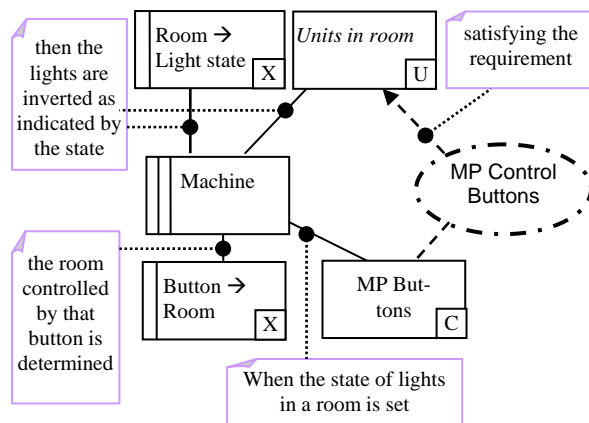 then the
lights are
inverted as
indicated by
the state
Room →
Light state
X
Units in room
U
satisfying the
requirement
Machine
MP Control
Buttons
the room
controlled
by that
button is
determined
Button →
Room
X
MP But-
tons
C
When the state of lights
in a room is set